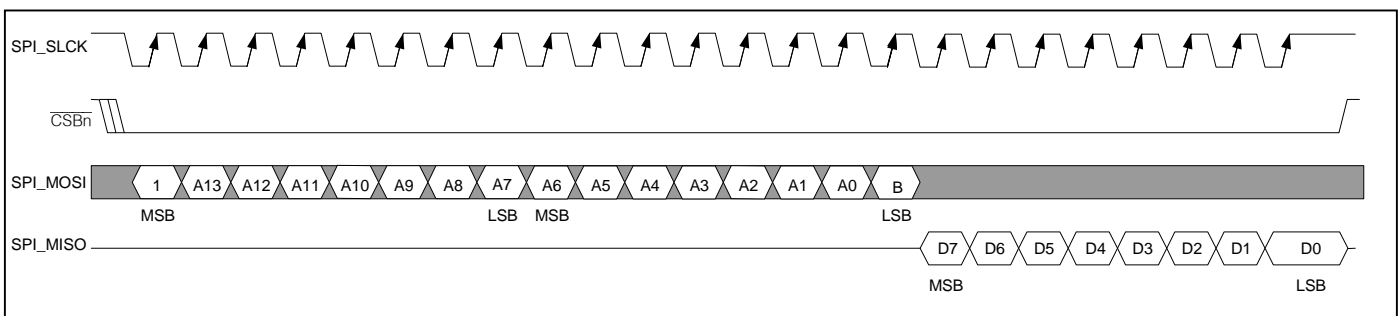 SPI_SLCK
CSBn
SPI_MOSI 1 A13 A12 A11 A10 A9 A8 A7 A6 A5 A4 A3 A2 A1 A0 B
MSB LSB MSB LSB
SPI_MISO D7 D6 D5 D4 D3 D2 D1 D0
MSB LSB